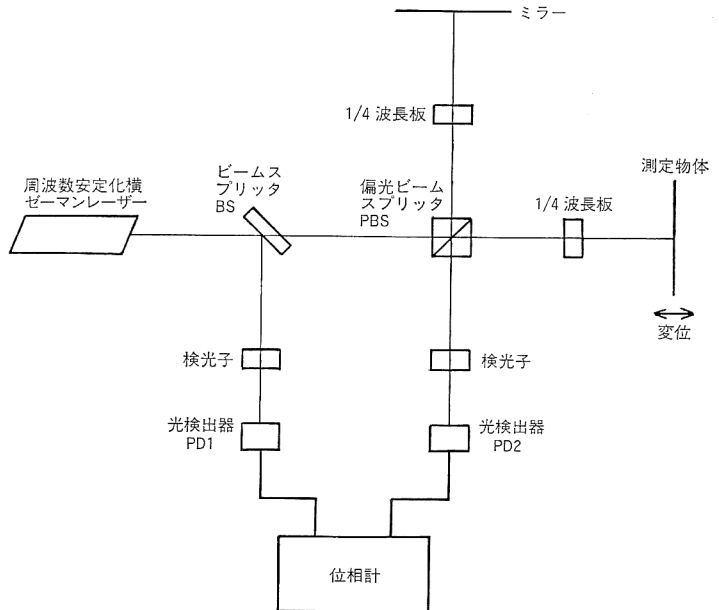 ミラー
1/4 波長板
測定物体
ビームス
プリッタ
BS
偏光ビーム
スプリッタ
PBS
周波数安定化横
ゼーマンレーザー
1/4 波長板
変位
検光子
検光子
光検出器
PD1
光検出器
PD2
位相計